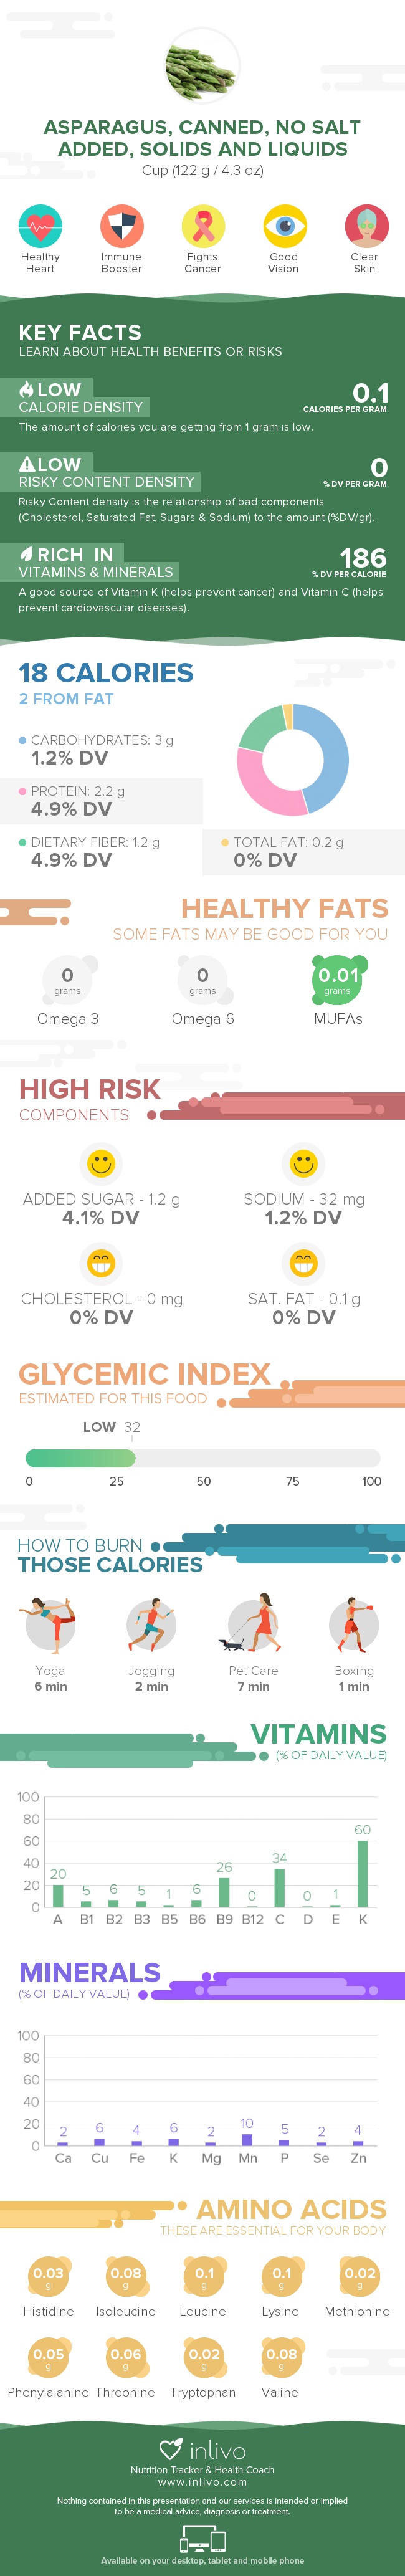 ASPARAGUS, CANNED, NO SALT
ADDED, SOLIDS AND LIQUIDS
Cup (122 g / 4.3 oz)
Healthy Heart
Immune Booster
Fights Cancer
Good Vision
Clear Skin
KEY FACTS
LEARN ABOUT HEALTH BENEFITS OR RISKS
LOW
CALORIE DENSITY
0.1
CALORIES PER GRAM
The amount of calories you are getting from 1 gram is low.
LOW
RISKY CONTENT DENSITY
0
% DV PER GRAM
Risky Content density is the relationship of bad components
(Cholesterol, Saturated Fat, Sugars & Sodium) to the amount (%DV/gr).
RICH IN
VITAMINS & MINERALS
186
% DV PER CALORIE
A good source of Vitamin K (helps prevent cancer) and Vitamin C (helps
prevent cardiovascular diseases).
18 CALORIES
2 FROM FAT
CARBOHYDRATES: 3 g
1.2% DV
PROTEIN: 2.2 g
4.9% DV
DIETARY FIBER: 1.2 g
4.9% DV
TOTAL FAT: 0.2 g
0% DV
HEALTHY FATS
SOME FATS MAY BE GOOD FOR YOU
0 grams
Omega 3
0 grams
Omega 6
0.01 grams
MUFAs
HIGH RISK
COMPONENTS
ADDED SUGAR - 1.2 g
4.1% DV
SODIUM - 32 mg
1.2% DV
CHOLESTEROL - 0 mg
0% DV
SAT. FAT - 0.1 g
0% DV
GLYCEMIC INDEX
ESTIMATED FOR THIS FOOD
LOW 32
0 25 50 75 100
HOW TO BURN
THOSE CALORIES
Yoga
6 min
Jogging
2 min
Pet Care
7 min
Boxing
1 min
VITAMINS
(% OF DAILY VALUE)
100
80
60
40
20
0
20 5 6 5 1 6 26 0 34 0 1 60
A B1 B2 B3 B5 B6 B9 B12 C D E K
MINERALS
(% OF DAILY VALUE)
100
80
60
40
20
0
2 6 4 6 2 10 5 2 4
Ca Cu Fe K Mg Mn P Se Zn
AMINO ACIDS
THESE ARE ESSENTIAL FOR YOUR BODY
0.03 g
Histidine
0.08 g
Isoleucine
0.1 g
Leucine
0.1 g
Lysine
0.02 g
Methionine
0.05 g
Phenylalanine
0.06 g
Threonine
0.02 g
Tryptophan
0.08 g
Valine
inlivo
Nutrition Tracker & Health Coach
www.inlivo.com
Nothing contained in this presentation and our services is intended or implied
to be a medical advice, diagnosis or treatment.
Available on your desktop, tablet and mobile phone